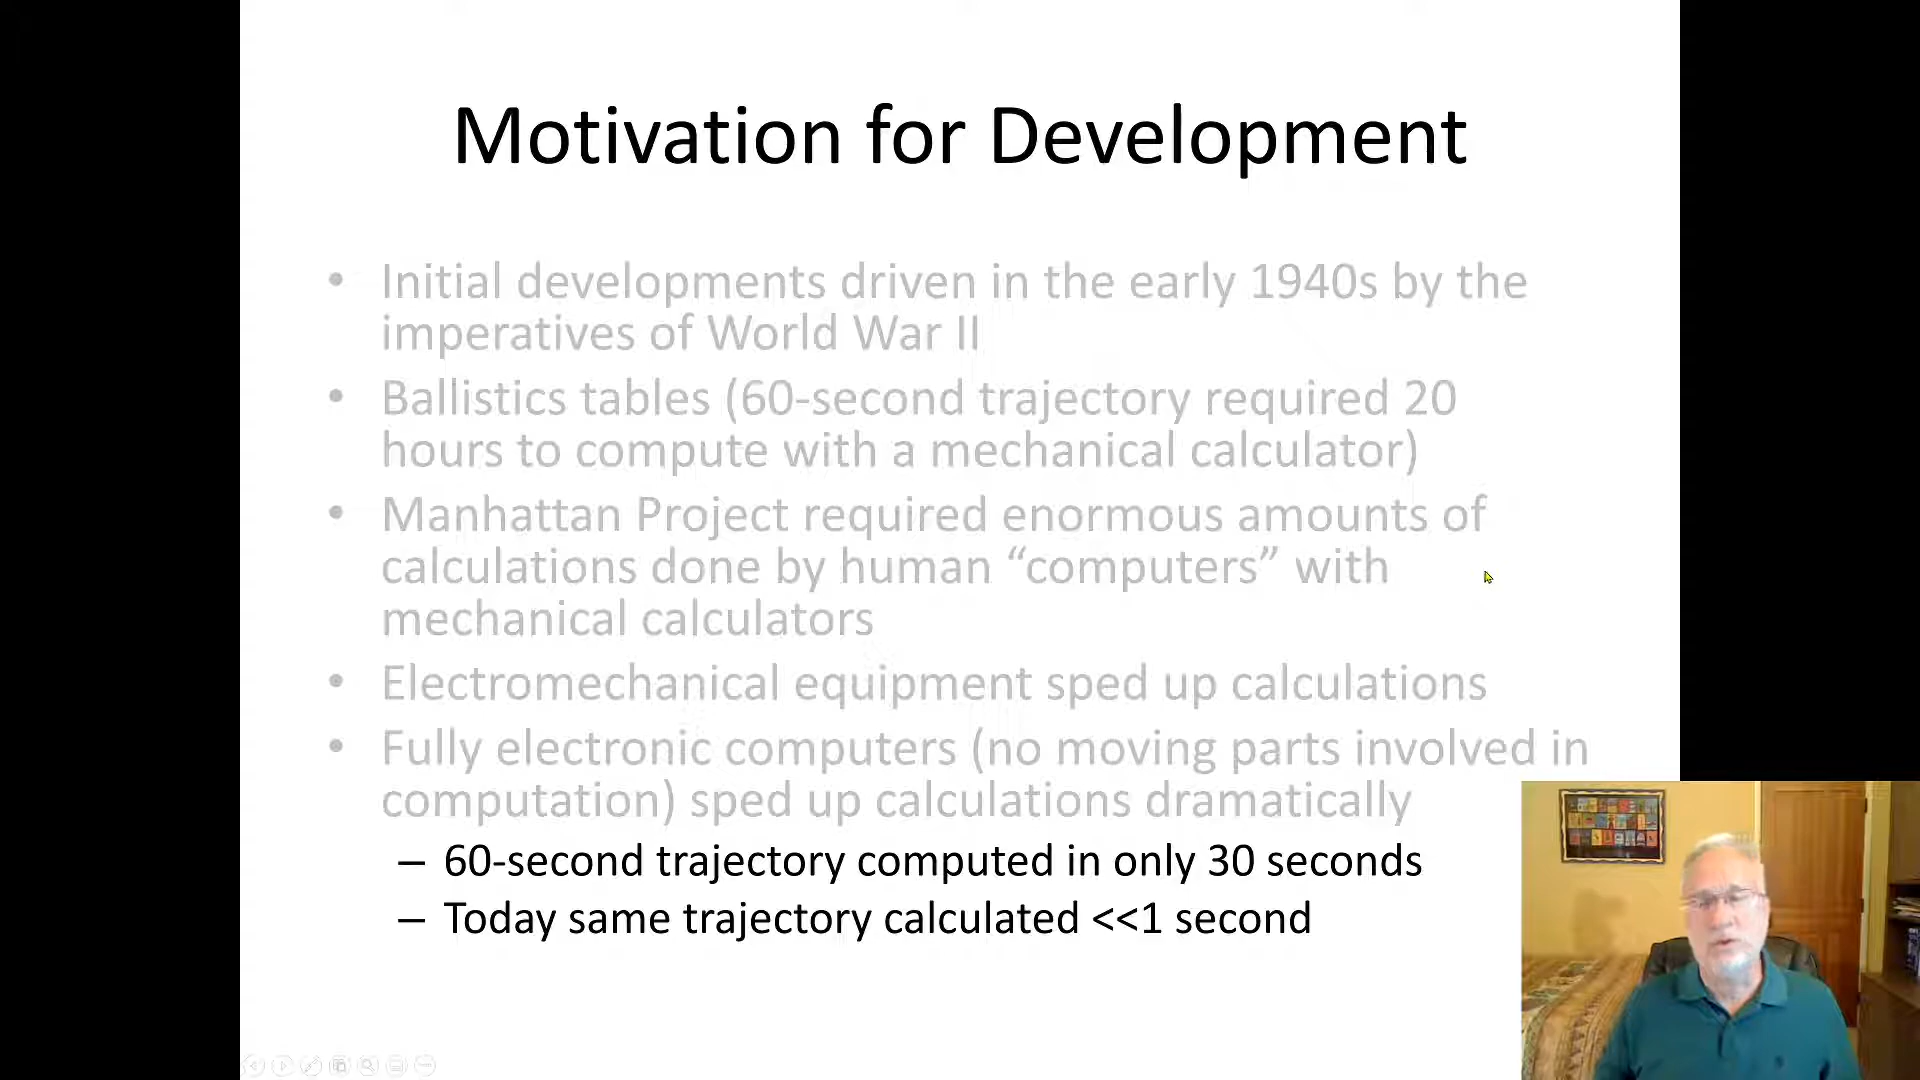 Motivation for Development
• Initial developments driven in the early 1940s by the
imperatives of World War II
• Ballistics tables (60-second trajectory required 20
hours to compute with a mechanical calculator)
• Manhattan Project required enormous amounts of
calculations done by human “computers” with
mechanical calculators
• Electromechanical equipment sped up calculations
• Fully electronic computers (no moving parts involved in
computation) sped up calculations dramatically
– 60-second trajectory computed in only 30 seconds
– Today same trajectory calculated <<1 second